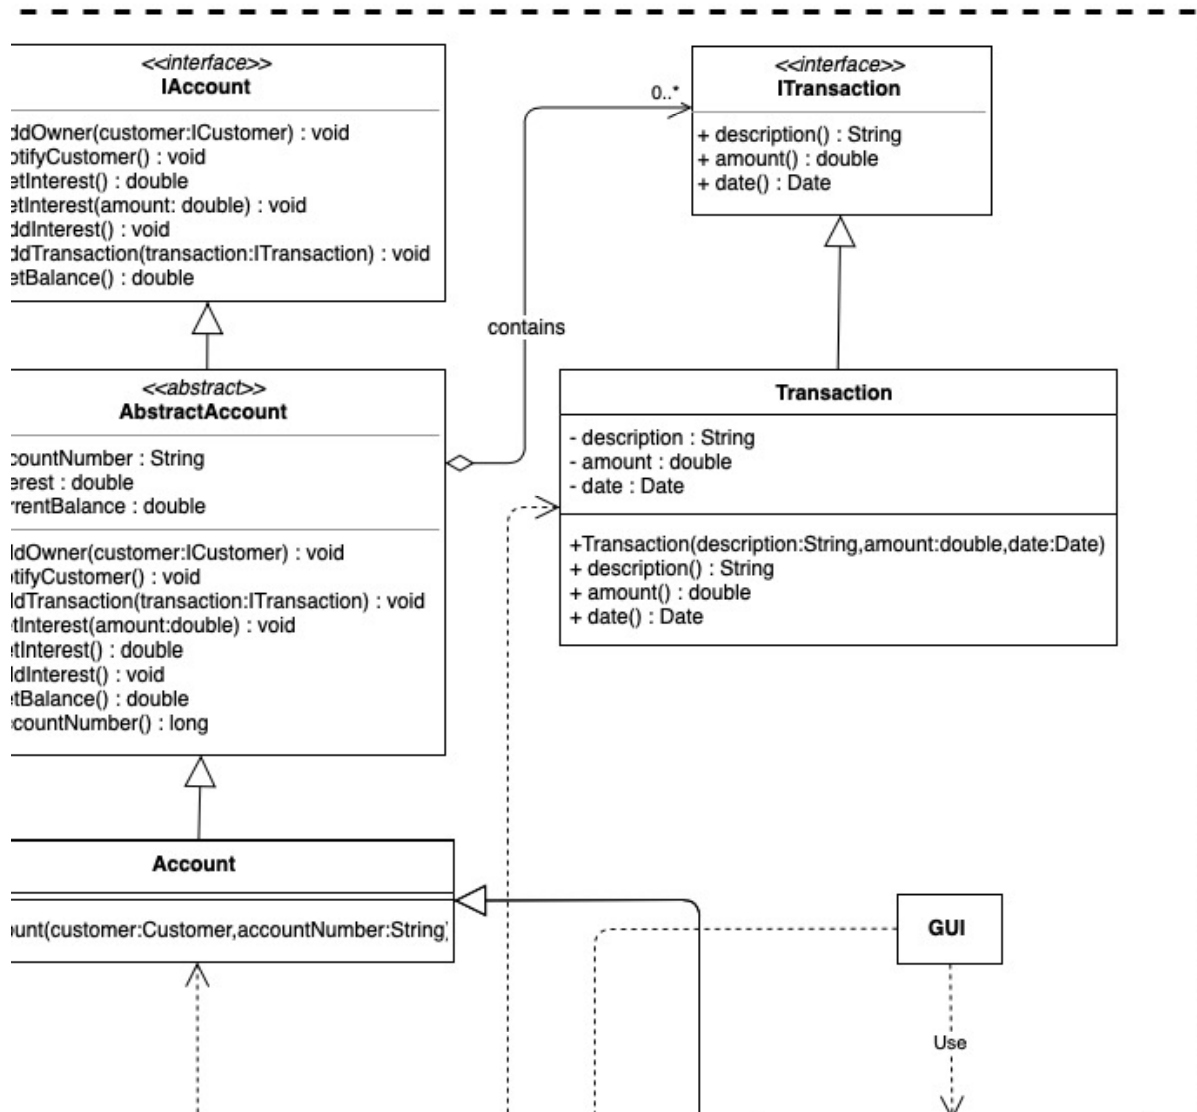 <<interface>>
IAccount
ddOwner(customer:ICustomer) : void
otifyCustomer() : void
etInterest() : double
etInterest(amount: double) : void
ddInterest() : void
ddTransaction(transaction:ITransaction) : void
etBalance() : double
0..*
<<interface>>
ITransaction
+ description() : String
+ amount() : double
+ date() : Date
contains
<<abstract>>
AbstractAccount
countNumber : String
erest : double
rrentBalance : double
ldOwner(customer:ICustomer) : void
otifyCustomer() : void
ldTransaction(transaction:ITransaction) : void
etInterest(amount:double) : void
etInterest() : double
ldInterest() : void
etBalance() : double
ccountNumber() : long
Transaction
- description : String
- amount : double
- date : Date
+Transaction(description:String,amount:double,date:Date)
+ description() : String
+ amount() : double
+ date() : Date
Account
ount(customer:Customer,accountNumber:String)
GUI
Use